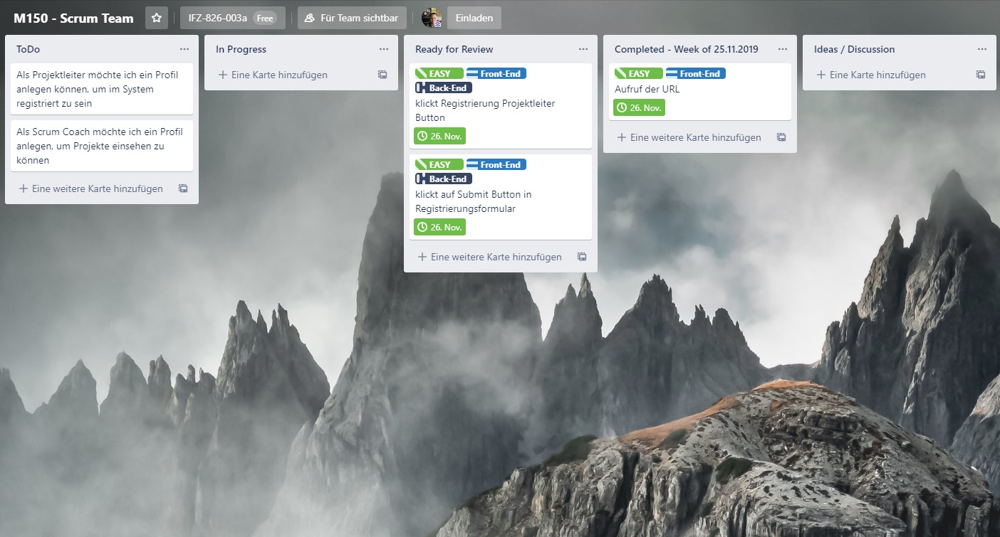 M150 - Scrum Team
IFZ-826-003a Free
Für Team sichtbar
Einladen
ToDo
Als Projektleiter möchte ich ein Profil
anlegen können, um im System
registriert zu sein
Als Scrum Coach möchte ich ein Profil
anlegen, um Projekte einsehen zu
können
+ Eine weitere Karte hinzufügen
In Progress
+ Eine Karte hinzufügen
Ready for Review
EASY Front-End
Back-End
klickt Registrierung Projektleiter
Button
26. Nov.
EASY Front-End
Back-End
klickt auf Submit Button in
Registrierungsformular
26. Nov.
+ Eine weitere Karte hinzufügen
Completed - Week of 25.11.2019
EASY Front-End
Aufruf der URL
26. Nov.
+ Eine weitere Karte hinzufügen
Ideas / Discussion
+ Eine Karte hinzufügen